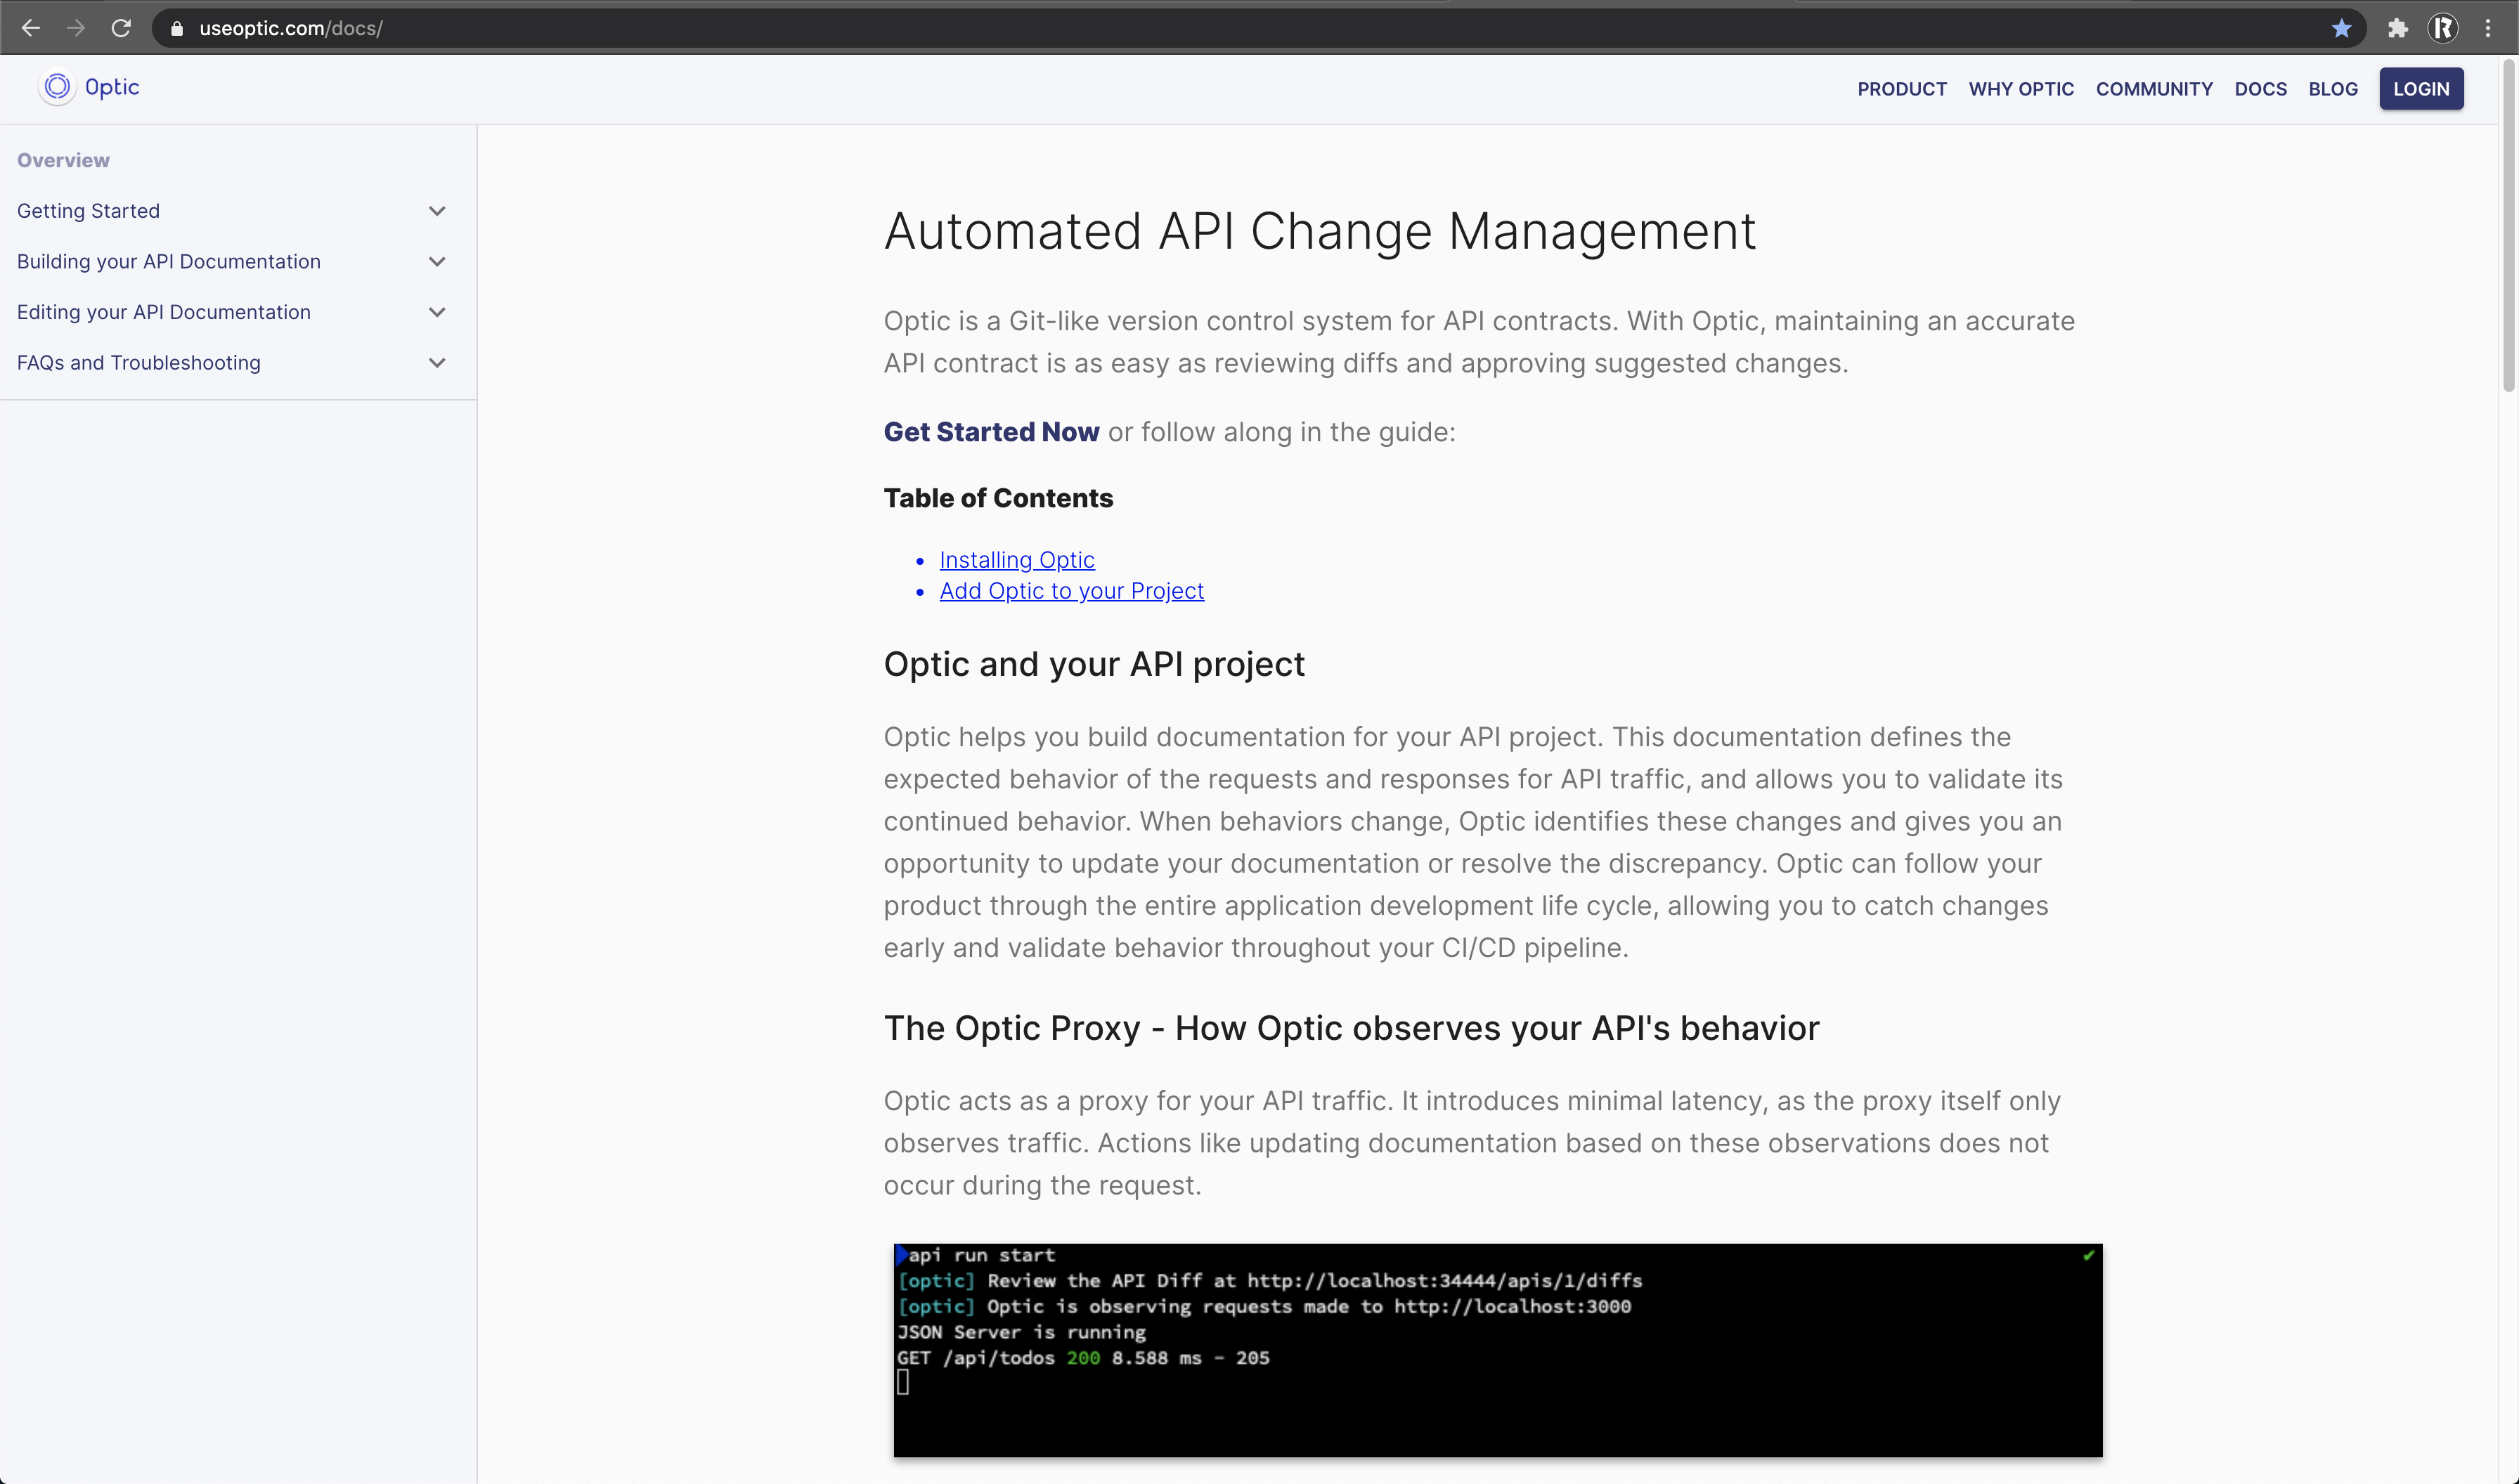 useoptic.com/docs/
Optic
PRODUCT WHY OPTIC COMMUNITY DOCS BLOG LOGIN
Overview
Getting Started
Building your API Documentation
Editing your API Documentation
FAQs and Troubleshooting
Automated API Change Management
Optic is a Git-like version control system for API contracts. With Optic, maintaining an accurate
API contract is as easy as reviewing diffs and approving suggested changes.
Get Started Now or follow along in the guide:
Table of Contents
• Installing Optic
• Add Optic to your Project
Optic and your API project
Optic helps you build documentation for your API project. This documentation defines the
expected behavior of the requests and responses for API traffic, and allows you to validate its
continued behavior. When behaviors change, Optic identifies these changes and gives you an
opportunity to update your documentation or resolve the discrepancy. Optic can follow your
product through the entire application development life cycle, allowing you to catch changes
early and validate behavior throughout your CI/CD pipeline.
The Optic Proxy - How Optic observes your API's behavior
Optic acts as a proxy for your API traffic. It introduces minimal latency, as the proxy itself only
observes traffic. Actions like updating documentation based on these observations does not
occur during the request.
api run start
[optic] Review the API Diff at http://localhost:34444/apis/1/diffs
[optic] Optic is observing requests made to http://localhost:3000
JSON Server is running
GET /api/todos 200 8.588 ms - 205